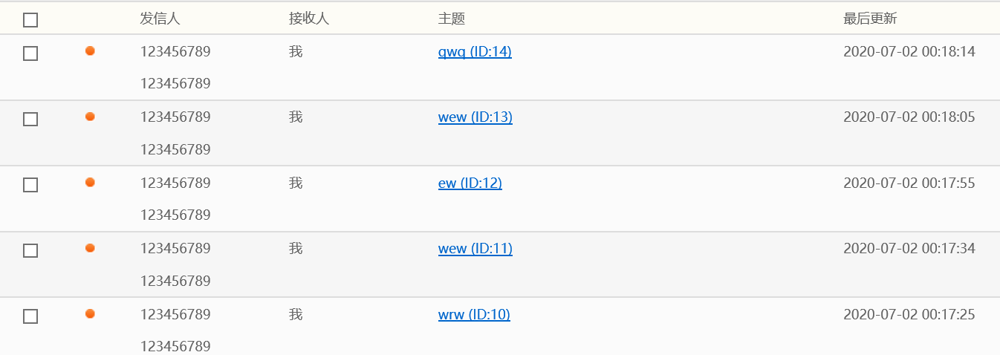 发信人 接收人 主题 最后更新
123456789 我 qwq (ID:14) 2020-07-02 00:18:14
123456789
123456789 我 wew (ID:13) 2020-07-02 00:18:05
123456789
123456789 我 ew (ID:12) 2020-07-02 00:17:55
123456789
123456789 我 wew (ID:11) 2020-07-02 00:17:34
123456789
123456789 我 wrw (ID:10) 2020-07-02 00:17:25
123456789